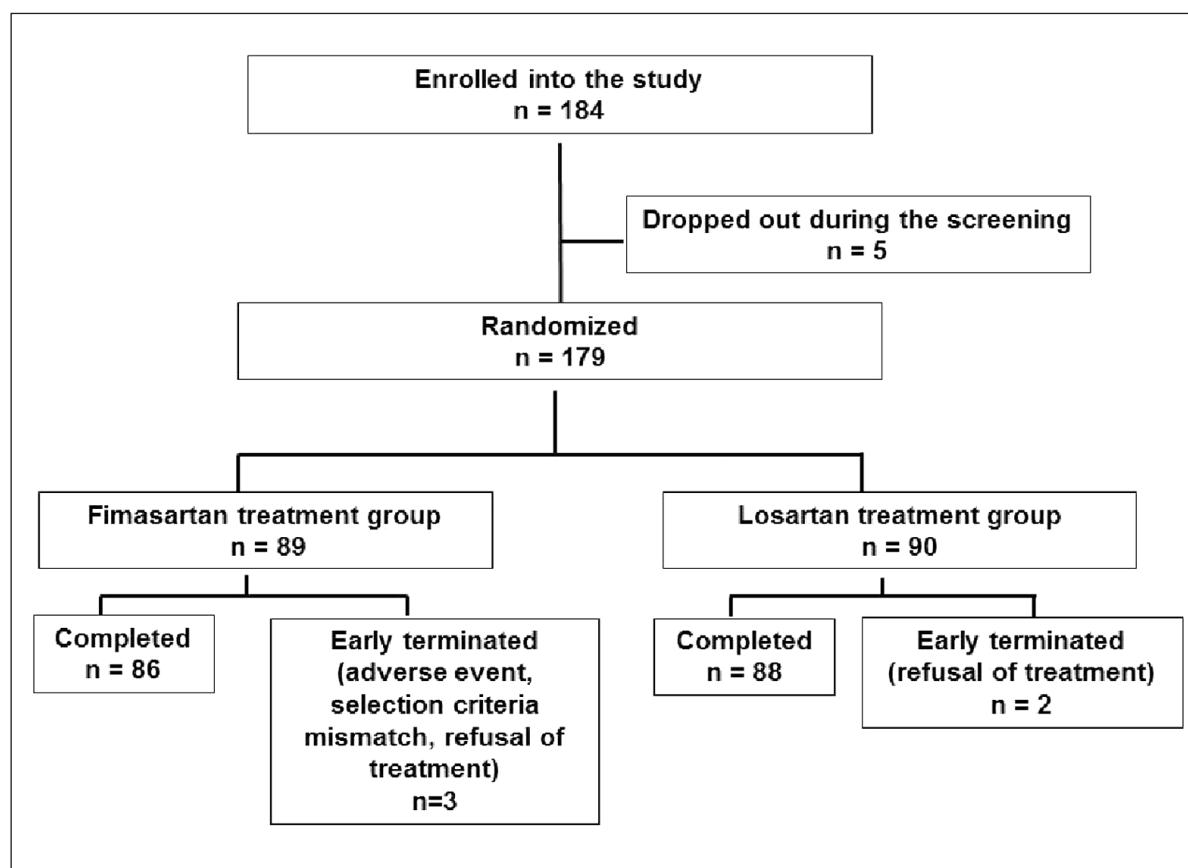 Enrolled into the study
n = 184
Dropped out during the screening
n = 5
Randomized
n = 179
Fimasartan treatment group
n = 89
Losartan treatment group
n = 90
Completed
n = 86
Early terminated
(adverse event,
selection criteria
mismatch, refusal of
treatment)
n=3
Completed
n = 88
Early terminated
(refusal of treatment)
n = 2